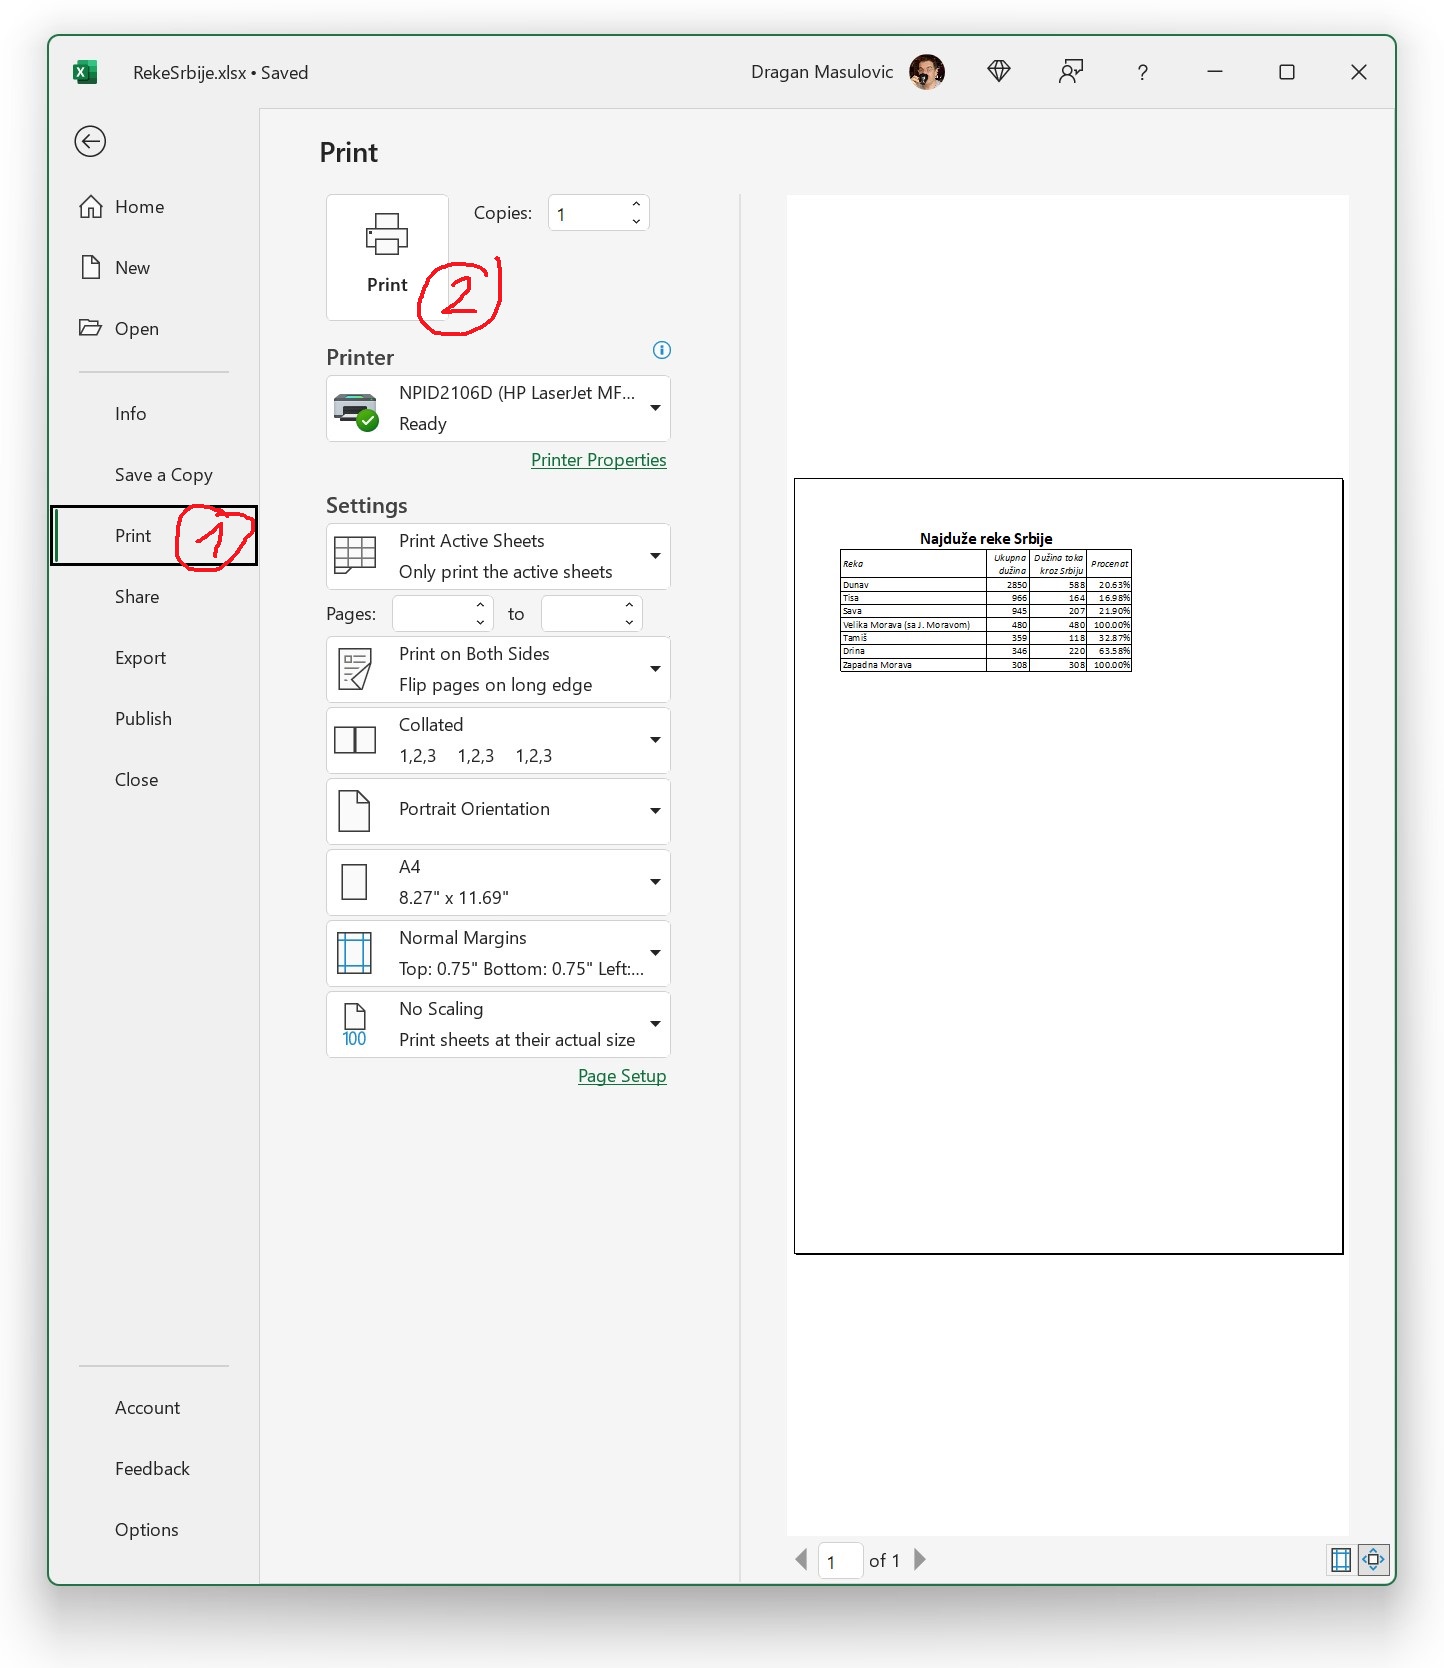 RekeSrbije.xlsx • Saved
Dragan Masulovic
?
Print
Home
New
Open
Info
Save a Copy
Print
1
Share
Export
Publish
Close
Account
Feedback
Options
Print
Copies: 1
2
Printer
NPID2106D (HP LaserJet MF...
Ready
Printer Properties
Settings
Print Active Sheets
Only print the active sheets
Pages: to
Print on Both Sides
Flip pages on long edge
Collated
1,2,3 1,2,3 1,2,3
Portrait Orientation
A4
8.27" x 11.69"
Normal Margins
Top: 0.75" Bottom: 0.75" Left:...
No Scaling
100
Print sheets at their actual size
Page Setup
Najduže reke Srbije
Reka Ukupna dužina Dužina toka kroz Srbiju Procenat
Dunav 2850 588 20.63%
Tisa 966 164 16.98%
Sava 945 207 21.90%
Velika Morava (sa J. Moravom) 480 480 100.00%
Tamiš 359 118 32.87%
Drina 346 220 63.58%
Zapadna Morava 308 308 100.00%
1 of 1